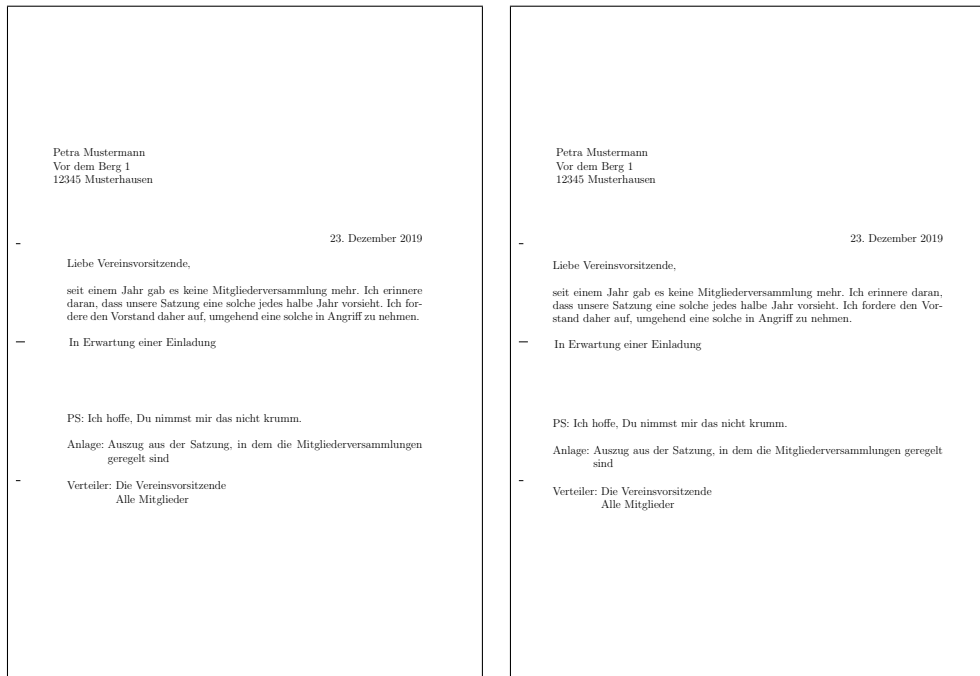 Petra Mustermann
Vor dem Berg 1
12345 Musterhausen
23. Dezember 2019
Liebe Vereinsvorsitzende,
seit einem Jahr gab es keine Mitgliederversammlung mehr. Ich erinnere
daran, dass unsere Satzung eine solche jedes halbe Jahr vorsieht. Ich for-
dere den Vorstand daher auf, umgehend eine solche in Angriff zu nehmen.
In Erwartung einer Einladung
PS: Ich hoffe, Du nimmst mir das nicht krumm.
Anlage: Auszug aus der Satzung, in dem die Mitgliederversammlungen
geregelt sind
Verteiler: Die Vereinsvorsitzende
Alle Mitglieder
Petra Mustermann
Vor dem Berg 1
12345 Musterhausen
23. Dezember 2019
Liebe Vereinsvorsitzende,
seit einem Jahr gab es keine Mitgliederversammlung mehr. Ich erinnere daran,
dass unsere Satzung eine solche jedes halbe Jahr vorsieht. Ich fordere den Vor-
stand daher auf, umgehend eine solche in Angriff zu nehmen.
In Erwartung einer Einladung
PS: Ich hoffe, Du nimmst mir das nicht krumm.
Anlage: Auszug aus der Satzung, in dem die Mitgliederversammlungen geregelt
sind
Verteiler: Die Vereinsvorsitzende
Alle Mitglieder